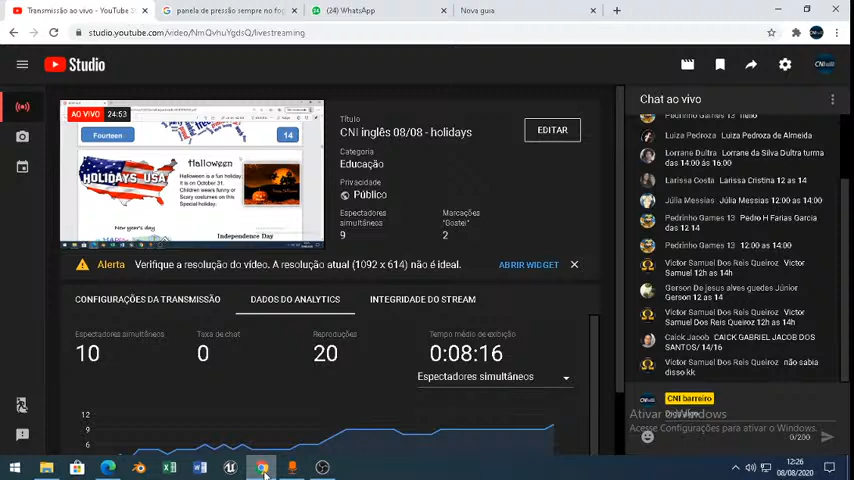 Transmissão ao vivo - YouTube S
panela de pressão sempre no fog
(24) WhatsApp
Nova guia
studio.youtube.com/video/NmQvhuYgdsQ/livestreaming
Studio
AO VIVO 24:53
Fourteen
14
HOLIDAYS, USA
Halloween
Halloween is a fun holiday
It is on October 31.
Children wears funny or
Scary costumes on this
Special holiday.
New year's day
Independence Day
Título
CNI inglês 08/08 - holidays
EDITAR
Categoria
Educação
Privacidade
Público
Espectadores
simultâneos
9
Marcações
"Gostei"
2
Alerta Verifique a resolução do vídeo. A resolução atual (1092 x 614) não é ideal.
ABRIR WIDGET
CONFIGURAÇÕES DA TRANSMISSÃO
DADOS DO ANALYTICS
INTEGRIDADE DO STREAM
Espectadores simultâneos
10
Taxa de chat
0
Reproduções
20
Tempo médio de exibição
0:08:16
Espectadores simultâneos
12
9
6
Chat ao vivo
Pedrinho Games 13 hello
Luiza Pedroza Luiza Pedroza de Almeida
Lorrane Dultra Lorrane da Silva Dultra turma
das 14:00 ás 16:00
Larissa Costa Larissa Cristina 12 as 14
Júlia Messias Júlia Messias 12:00 as 14:00
Pedrinho Games 13 Pedro H Farias Garcia
das 12 14
Pedrinho Games 13 12:00 as 14:00
Victor Samuel Dos Reis Queiroz Victor
Samuel Dos Reis Queiroz 12h as 14h
Gerson De jesus alves guedes Júnior
Gerson 12 as 14
Victor Samuel Dos Reis Queiroz Victor
Samuel Dos Reis Queiroz 12h as 14h
Caick Jacob CAICK GABRIEL JACOB DOS
SANTOS/ 14/16
Victor Samuel Dos Reis Queiroz não sabia
disso kk
CNI barreiro
Diga algo...
Ativar o Windows
Acesse Configurações para ativar o Windows.
0/200
12:26
08/08/2020